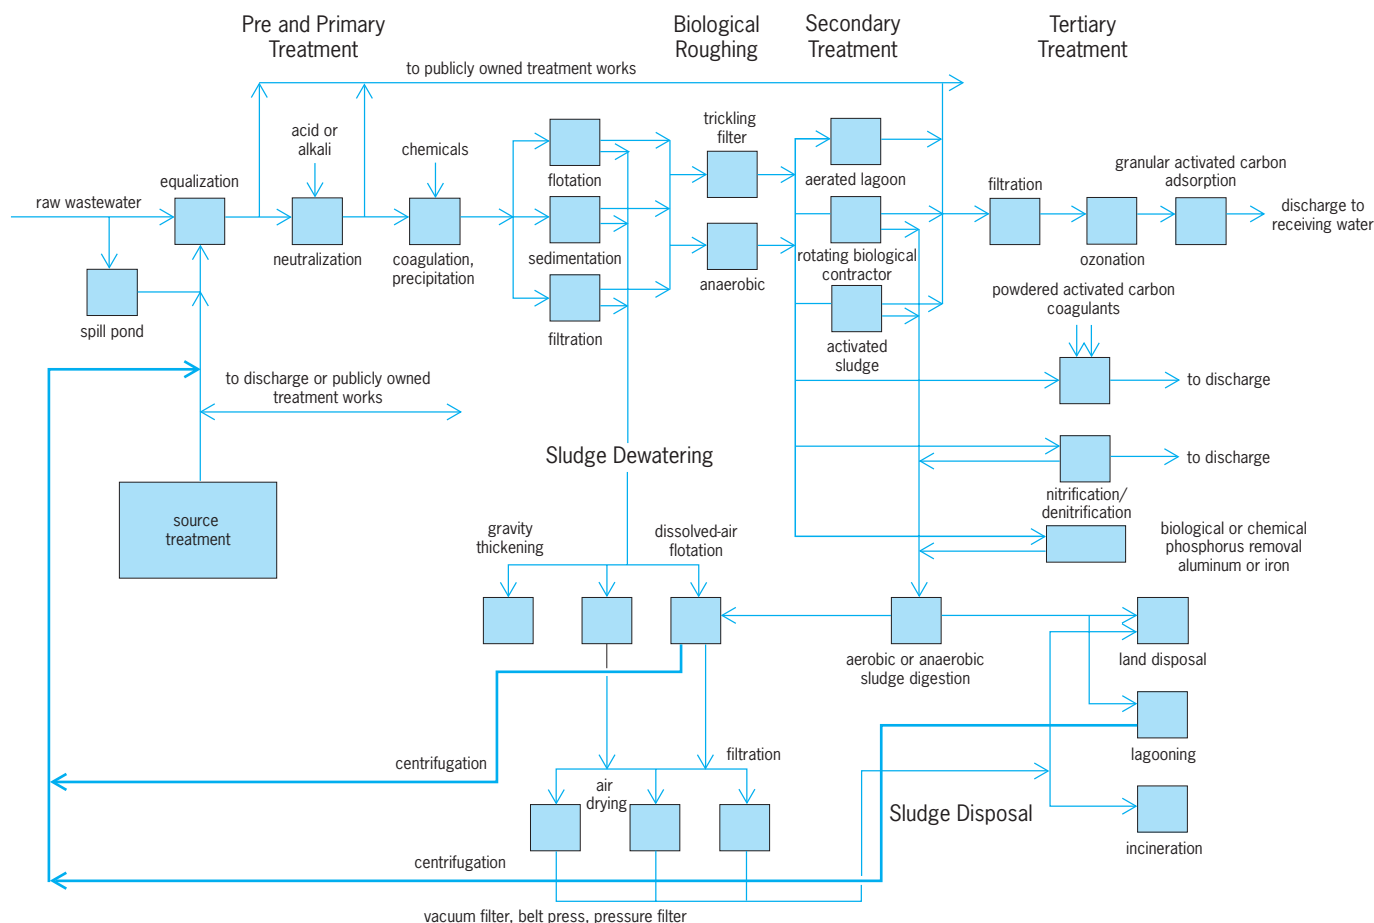 Pre and Primary
Treatment
Biological
Roughing
Secondary
Treatment
Tertiary
Treatment
to publicly owned treatment works
acid or
alkali
chemicals
trickling
filter
equalization
flotation
aerated lagoon
filtration
granular activated carbon
adsorption
raw wastewater
discharge to
receiving water
neutralization
coagulation,
precipitation
sedimentation
anaerobic
rotating biological
contractor
ozonation
spill pond
filtration
activated
sludge
powdered activated carbon
coagulants
to discharge or publicly owned
treatment works
to discharge
Sludge Dewatering
to discharge
nitrification/
denitrification
source
treatment
gravity
thickening
dissolved-air
flotation
biological or chemical
phosphorus removal
aluminum or iron
aerobic or anaerobic
sludge digestion
land disposal
lagooning
centrifugation
filtration
air
drying
Sludge Disposal
incineration
centrifugation
vacuum filter, belt press, pressure filter